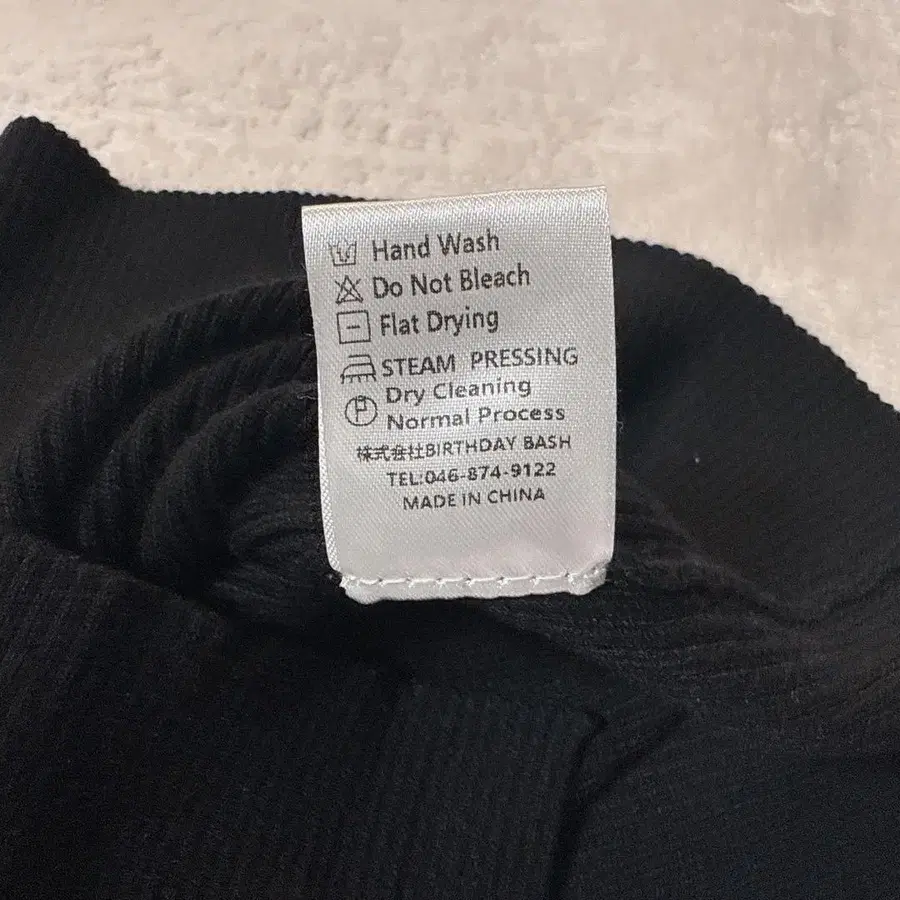 Hand Wash
Do Not Bleach
Flat Drying
STEAM PRESSING
Dry Cleaning
P Normal Process
株式会社BIRTHDAY BASH
TEL:046-874-9122
MADE IN CHINA